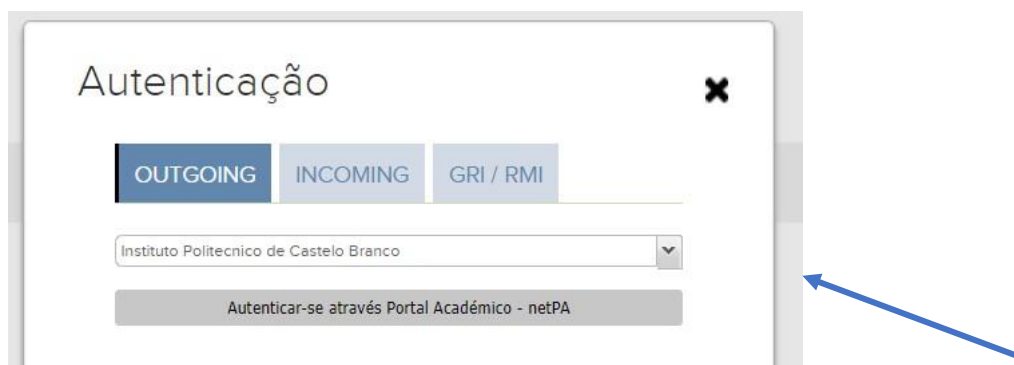 Autenticação
OUTGOING INCOMING GRI / RMI
Instituto Politecnico de Castelo Branco
Autenticar-se através Portal Académico - netPA